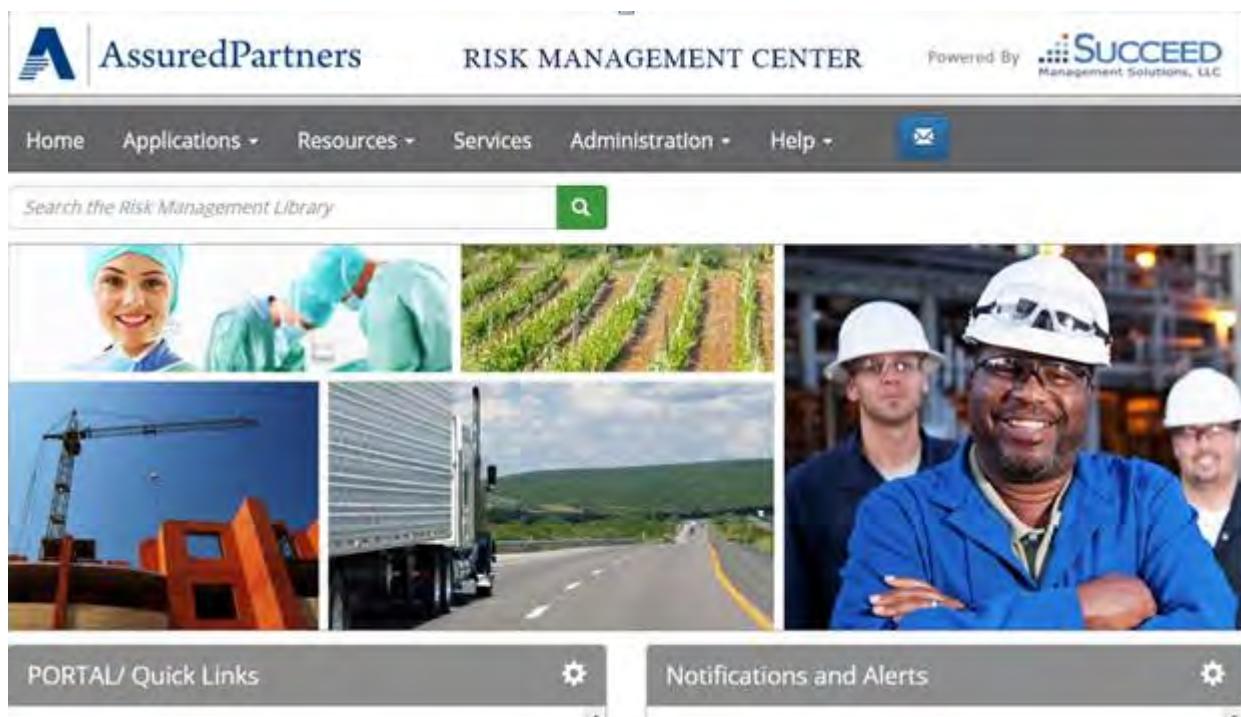 AssuredPartners RISK MANAGEMENT CENTER Powered By SUCCEED
Management Solutions, LLC
Home Applications Resources Services Administration Help
Search the Risk Management Library
PORTAL/ Quick Links Notifications and Alerts